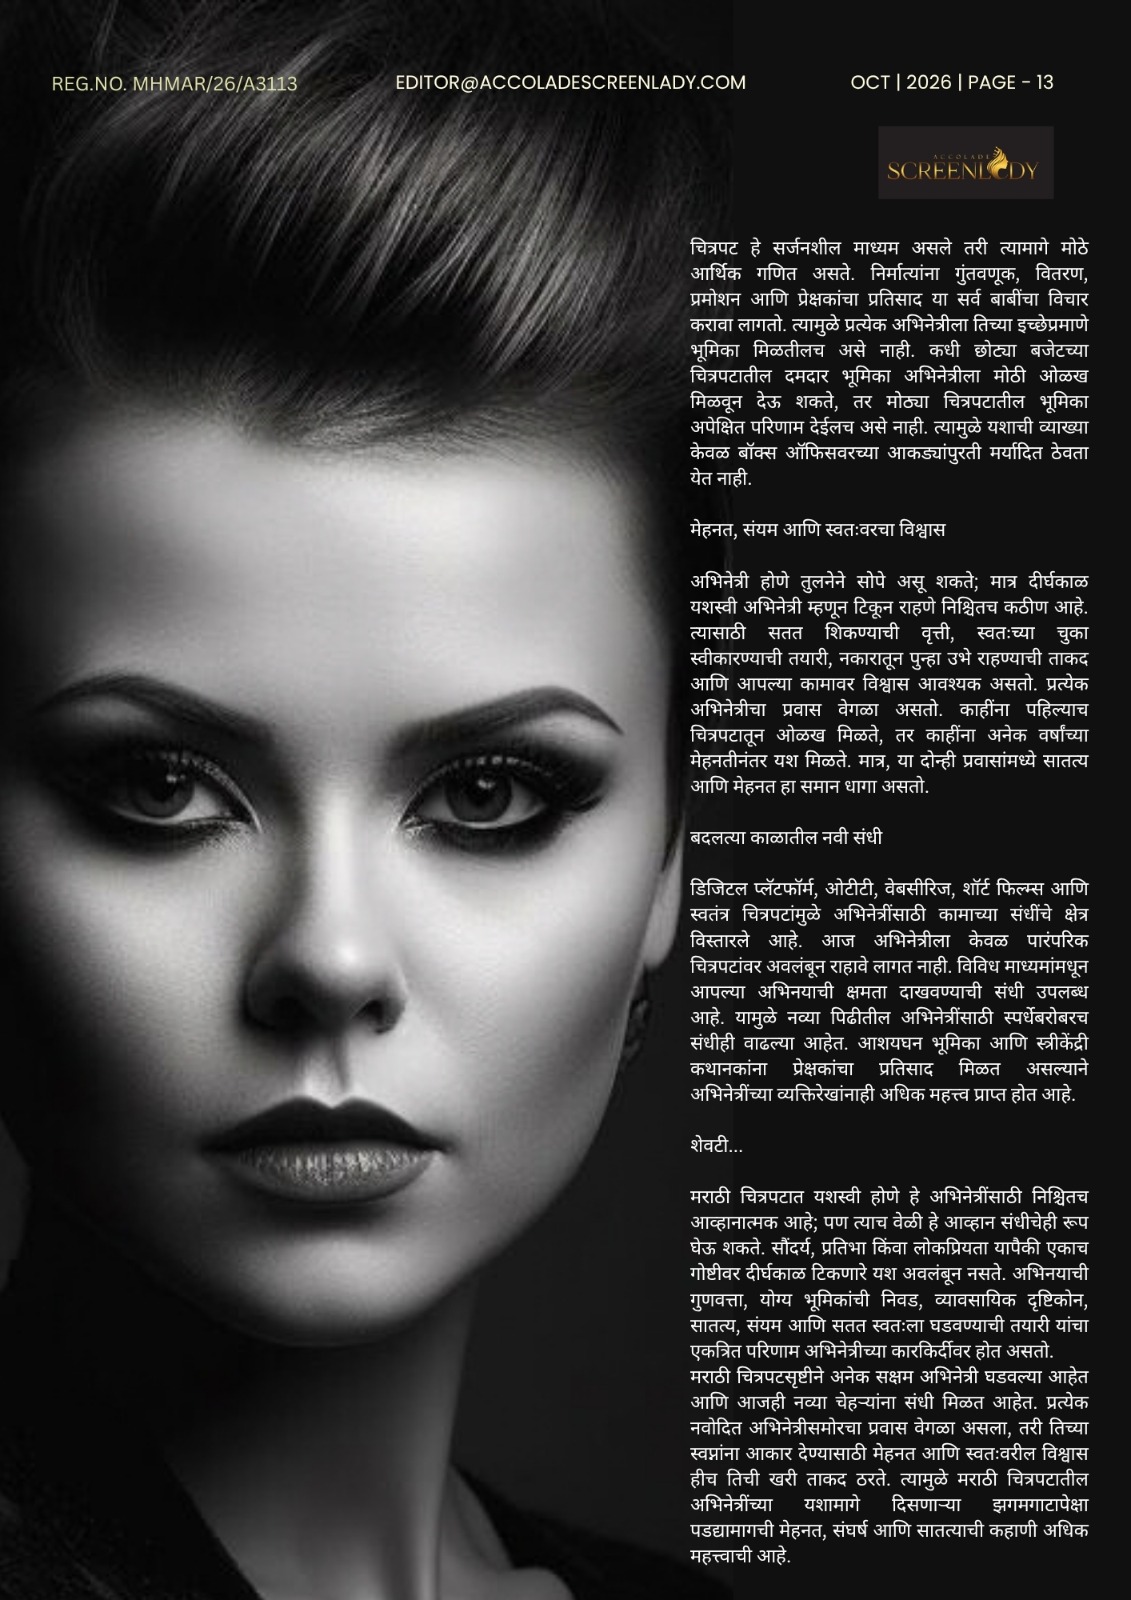 REG.NO. MHMAR/26/A3113
EDITOR@ACCOLADESCREENLADY.COM
OCT | 2026 | PAGE - 13
ACCOLADE
SCREENLADY
चित्रपट हे सर्जनशील माध्यम असले तरी त्यामागे मोठे
आर्थिक गणित असते. निर्मात्यांना गुंतवणूक, वितरण,
प्रमोशन आणि प्रेक्षकांचा प्रतिसाद या सर्व बाबींचा विचार
करावा लागतो. त्यामुळे प्रत्येक अभिनेत्रीला तिच्या इच्छेप्रमाणे
भूमिका मिळतीलच असे नाही. कधी छोट्या बजेटच्या
चित्रपटातील दमदार भूमिका अभिनेत्रीला मोठी ओळख
मिळवून देऊ शकते, तर मोठ्या चित्रपटातील भूमिका
अपेक्षित परिणाम देईलच असे नाही. त्यामुळे यशाची व्याख्या
केवळ बॉक्स ऑफिसवरच्या आकड्यांपुरती मर्यादित ठेवता
येत नाही.
मेहनत, संयम आणि स्वतःवरचा विश्वास
अभिनेत्री होणे तुलनेने सोपे असू शकते; मात्र दीर्घकाळ
यशस्वी अभिनेत्री म्हणून टिकून राहणे निश्चितच कठीण आहे.
त्यासाठी सतत शिकण्याची वृत्ती, स्वतःच्या चुका
स्वीकारण्याची तयारी, नकारातून पुन्हा उभे राहण्याची ताकद
आणि आपल्या कामावर विश्वास आवश्यक असतो. प्रत्येक
अभिनेत्रीचा प्रवास वेगळा असतो. काहींना पहिल्याच
चित्रपटातून ओळख मिळते, तर काहींना अनेक वर्षांच्या
मेहनतीनंतर यश मिळते. मात्र, या दोन्ही प्रवासांमध्ये सातत्य
आणि मेहनत हा समान धागा असतो.
बदलत्या काळातील नवी संधी
डिजिटल प्लॅटफॉर्म, ओटीटी, वेबसीरिज, शॉर्ट फिल्म्स आणि
स्वतंत्र चित्रपटांमुळे अभिनेत्रींसाठी कामाच्या संधींचे क्षेत्र
विस्तारले आहे. आज अभिनेत्रीला केवळ पारंपरिक
चित्रपटांवर अवलंबून राहावे लागत नाही. विविध माध्यमांमधून
आपल्या अभिनयाची क्षमता दाखवण्याची संधी उपलब्ध
आहे. यामुळे नव्या पिढीतील अभिनेत्रींसाठी स्पर्धेबरोबरच
संधीही वाढल्या आहेत. आशयघन भूमिका आणि स्त्रीकेंद्री
कथानकांना प्रेक्षकांचा प्रतिसाद मिळत असल्याने
अभिनेत्रींच्या व्यक्तिरेखांनाही अधिक महत्त्व प्राप्त होत आहे.
शेवटी...
मराठी चित्रपटात यशस्वी होणे हे अभिनेत्रींसाठी निश्चितच
आव्हानात्मक आहे; पण त्याच वेळी हे आव्हान संधीचेही रूप
घेऊ शकते. सौंदर्य, प्रतिभा किंवा लोकप्रियता यापैकी एकाच
गोष्टीवर दीर्घकाळ टिकणारे यश अवलंबून नसते. अभिनयाची
गुणवत्ता, योग्य भूमिकांची निवड, व्यावसायिक दृष्टिकोन,
सातत्य, संयम आणि सतत स्वतःला घडवण्याची तयारी यांचा
एकत्रित परिणाम अभिनेत्रीच्या कारकिर्दीवर होत असतो.
मराठी चित्रपटसृष्टीने अनेक सक्षम अभिनेत्री घडवल्या आहेत
आणि आजही नव्या चेहऱ्यांना संधी मिळत आहेत. प्रत्येक
नवोदित अभिनेत्रीसमोरचा प्रवास वेगळा असला, तरी तिच्या
स्वप्नांना आकार देण्यासाठी मेहनत आणि स्वतःवरील विश्वास
हीच तिची खरी ताकद ठरते. त्यामुळे मराठी चित्रपटातील
अभिनेत्रींच्या यशामागे दिसणाऱ्या झगमगाटापेक्षा
पडद्यामागची मेहनत, संघर्ष आणि सातत्याची कहाणी अधिक
महत्त्वाची आहे.